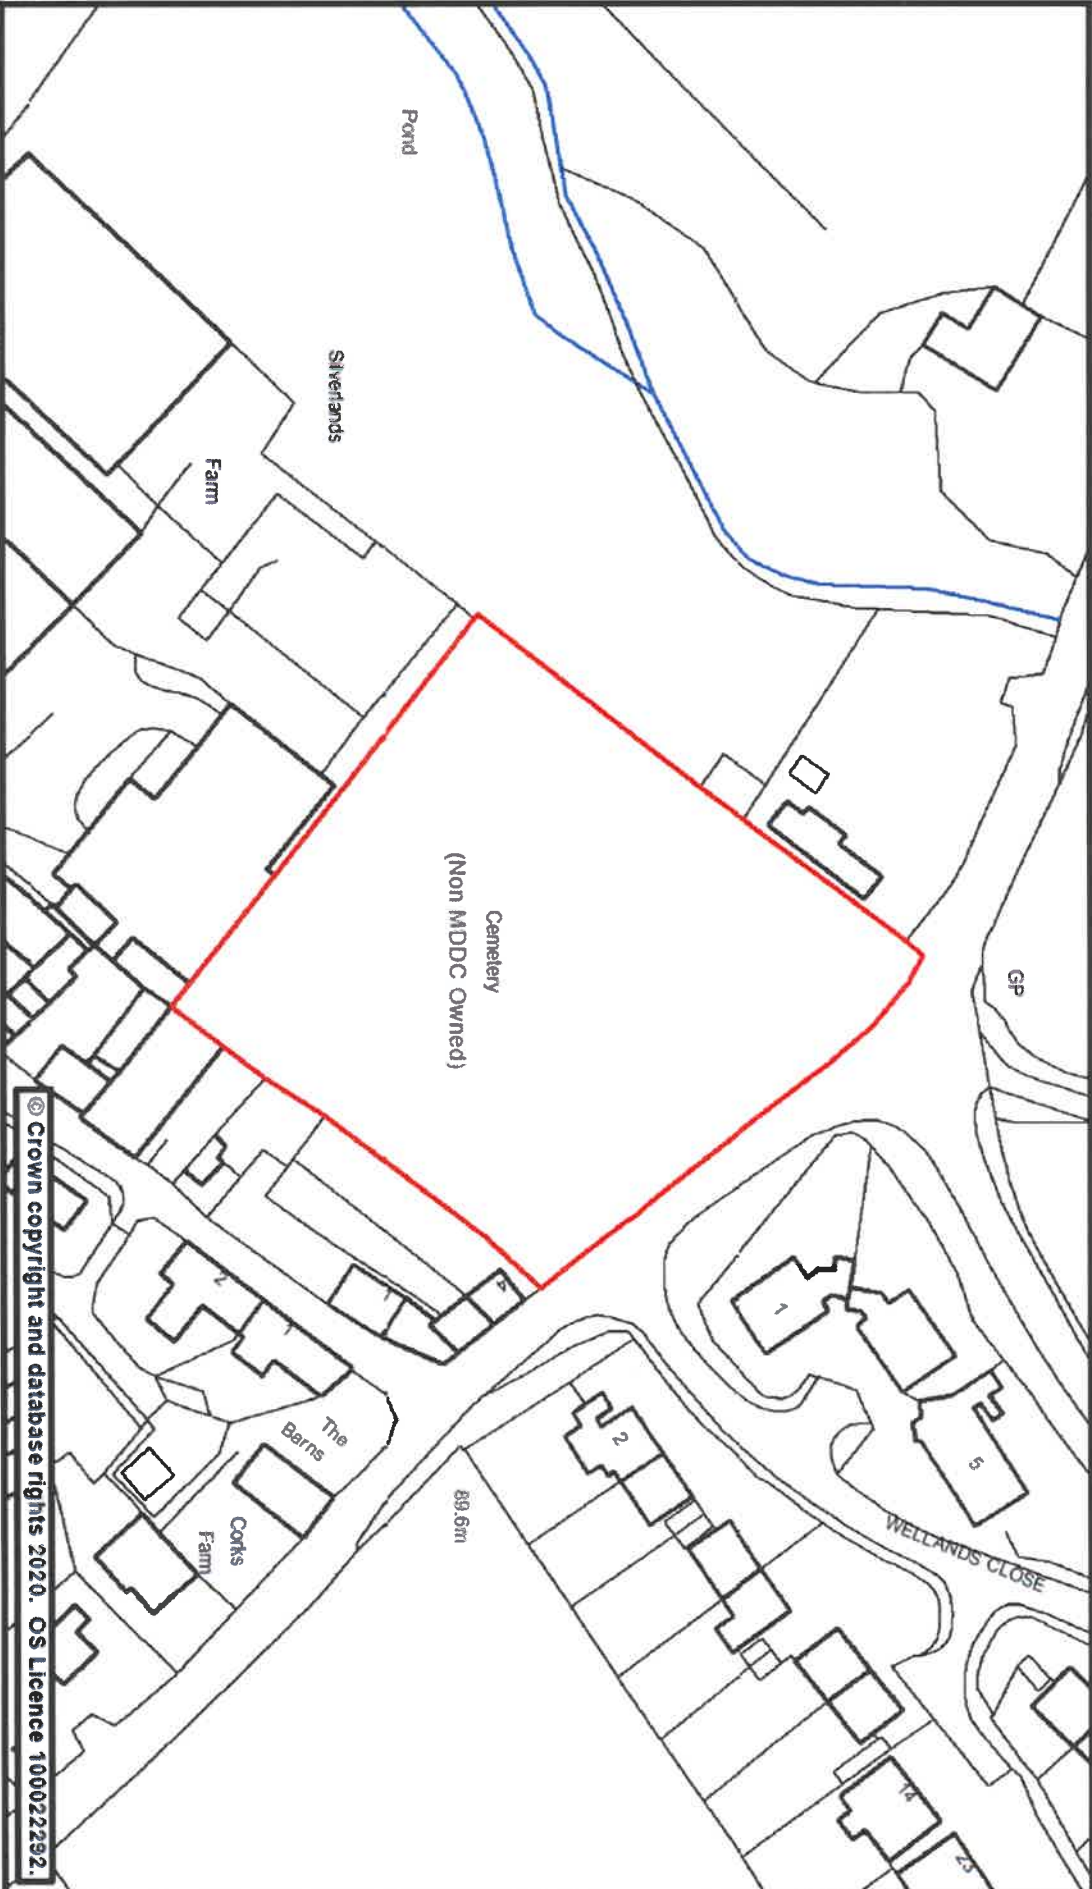 Pond
Silverlands
Farm
Cemetery
(Non MDDC Owned)
GP
1
5
WELLANDS CLOSE
2
89.6m
4
1
2
1
The
Barns
Corks
Farm
14
23
© Crown copyright and database rights 2020. OS Licence 100022292.